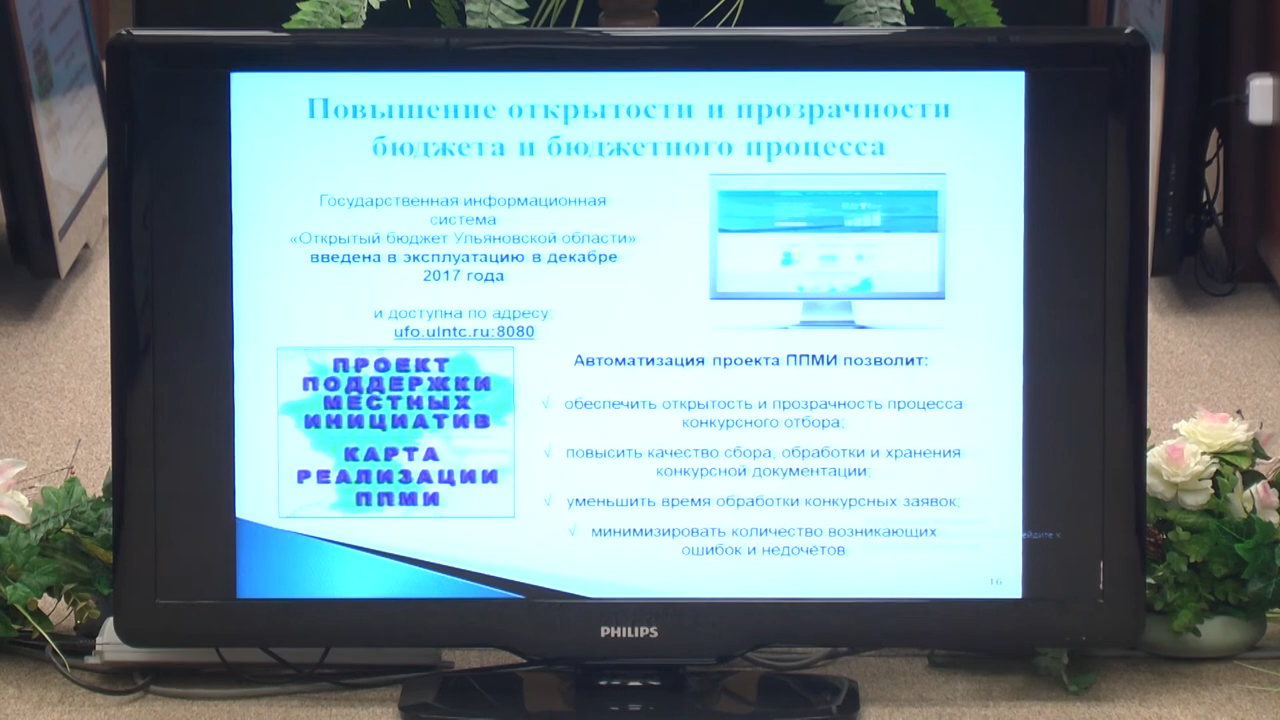 Повышение открытости и прозрачности
бюджета и бюджетного процесса
Государственная информационная
система
«Открытый бюджет Ульяновской области»
введена в эксплуатацию в декабре
2017 года
и доступна по адресу:
ufo.ulntc.ru:8080
ПРОЕКТ
ПОДДЕРЖКИ
МЕСТНЫХ
ИНИЦИАТИВ
КАРТА
РЕАЛИЗАЦИИ
ППМИ
Автоматизация проекта ППМИ позволит:
√ обеспечить открытость и прозрачность процесса
конкурсного отбора;
√ повысить качество сбора, обработки и хранения
конкурсной документации;
√ уменьшить время обработки конкурсных заявок;
√ минимизировать количество возникающих
ошибок и недочётов
16
PHILIPS